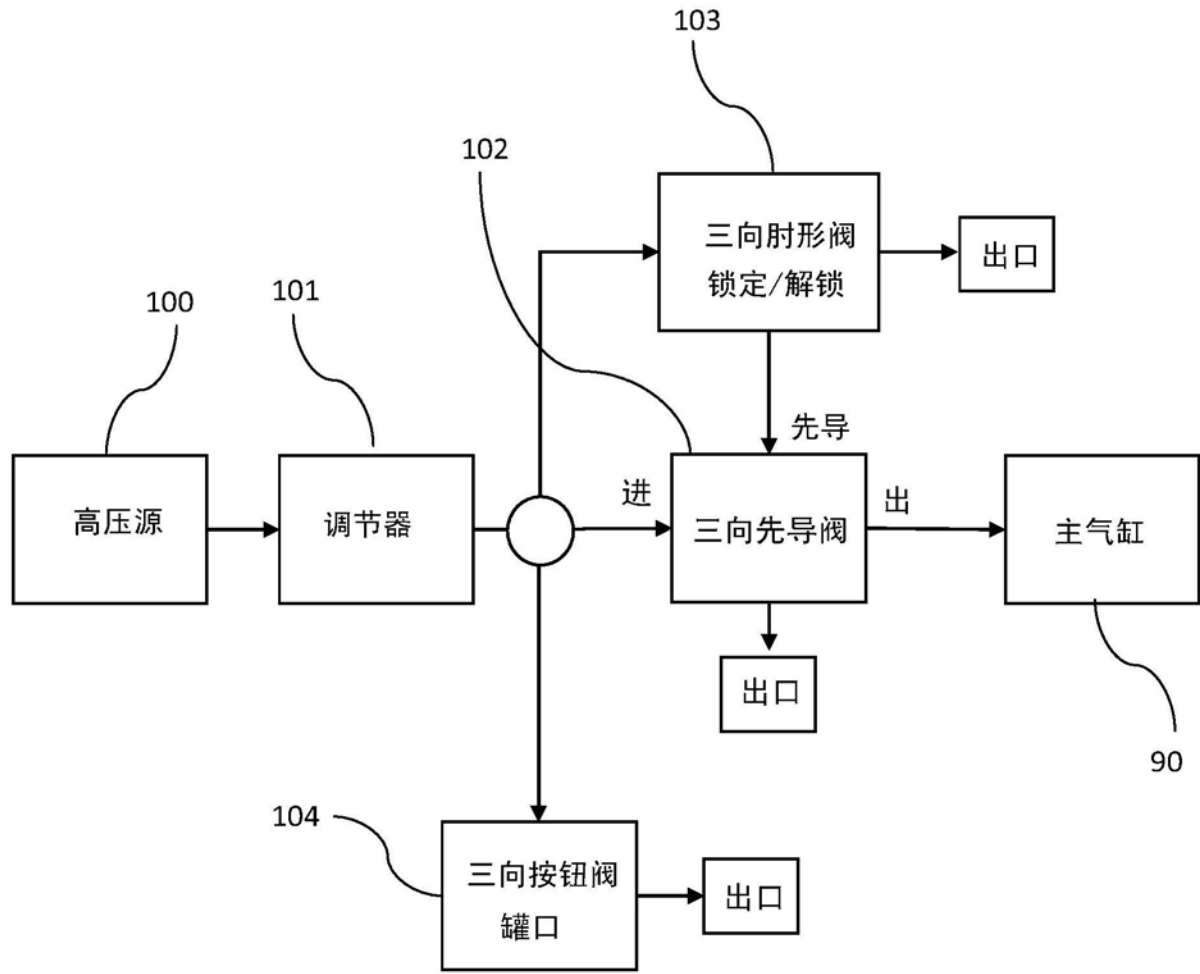 103
102
三向肘形阀
锁定/解锁
出口
100
101
先导
高压源
调节器
进
三向先导阀
出
主气缸
出口
90
104
三向按钮阀
罐口
出口